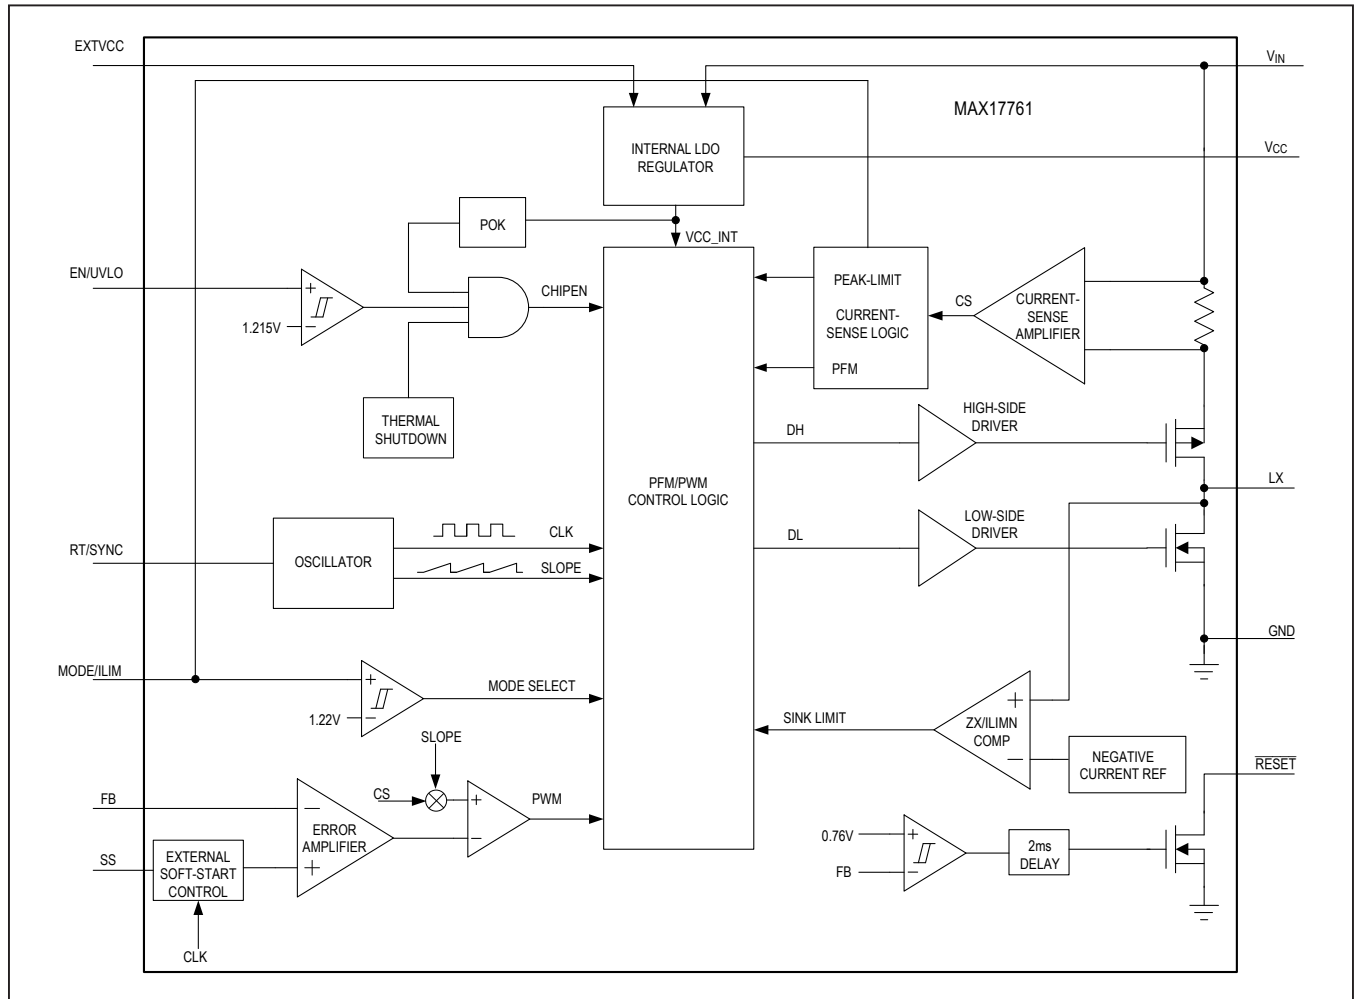 EXTVCC
VIN
MAX17761
INTERNAL LDO
REGULATOR
VCC
POK
VCC_INT
EN/UVLO
+
1.215V
−
CHIPEN
PEAK-LIMIT
CURRENT-
SENSE LOGIC
PFM
CS
CURRENT-
SENSE
AMPLIFIER
THERMAL
SHUTDOWN
HIGH-SIDE
DRIVER
DH
PFM/PWM
CONTROL LOGIC
LX
LOW-SIDE
DRIVER
DL
RT/SYNC
OSCILLATOR
CLK
SLOPE
GND
MODE/ILIM
+
1.22V
−
MODE SELECT
SINK LIMIT
+
ZX/ILIMN
COMP
−
NEGATIVE
CURRENT REF
RESET
SLOPE
CS
+
−
PWM
FB
−
ERROR
AMPLIFIER
+
SS
EXTERNAL
SOFT-START
CONTROL
CLK
0.76V
+
FB
−
2ms
DELAY